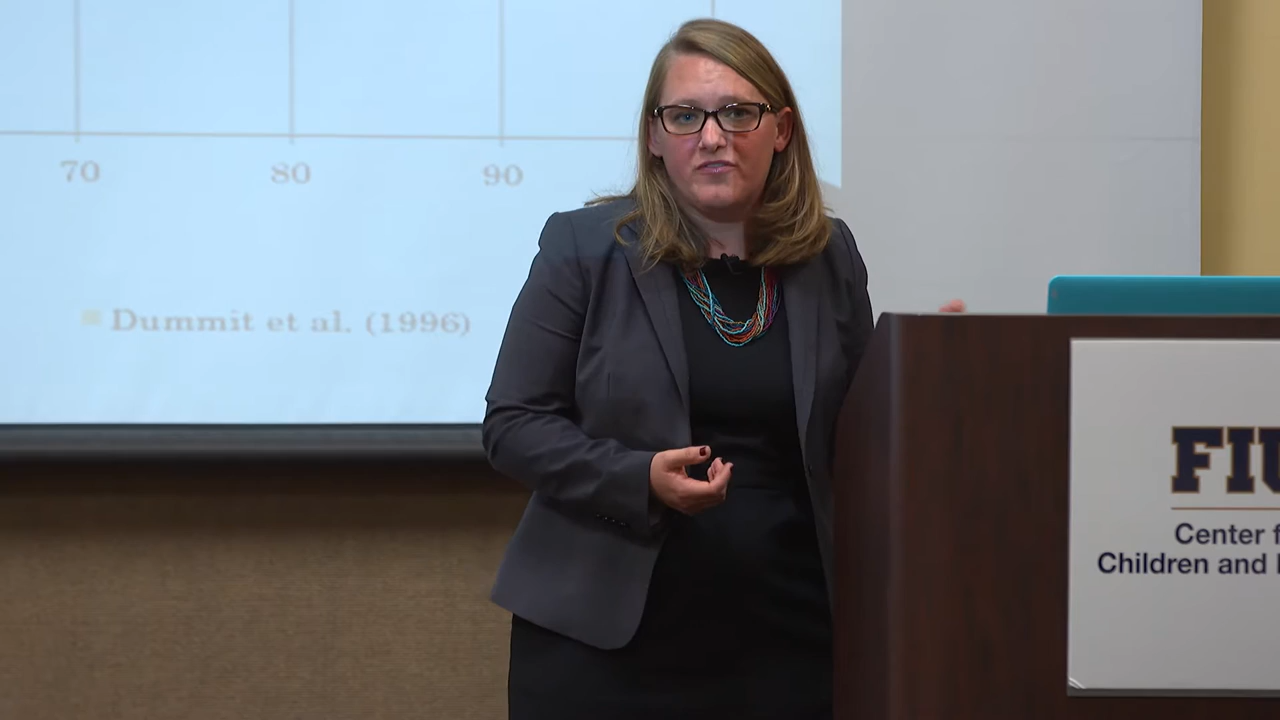 70 80 90
Dummit et al. (1996)
FIU
Center f
Children and